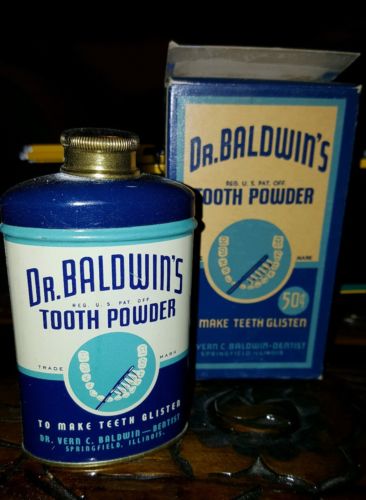 DR. BALDWIN'S
REG. U. S. PAT. OFF
TOOTH POWDER
TRADE MARK
TO MAKE TEETH GLISTEN
DR. VERN C. BALDWIN—DENTIST
SPRINGFIELD, ILLINOIS.
DR. BALDWIN'S
REG. U.S. PAT. OFF
TOOTH POWDER
MARK
50¢
MAKE TEETH GLISTEN
VERN C BALDWIN-DENTIST
SPRINGFIELD, ILLINOIS